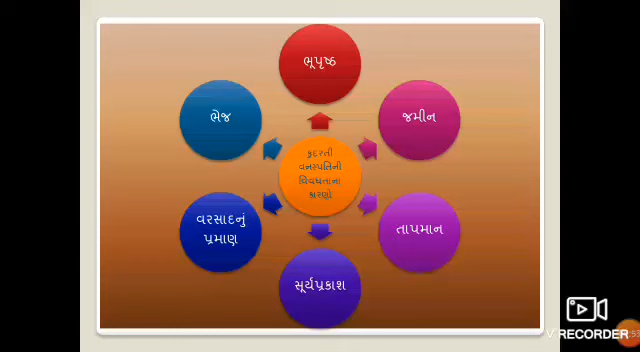 ભૂપૃષ્ઠ
જમીન
તાપમાન
સૂર્યપ્રકાશ
વરસાદનું
પ્રમાણ
ભેજ
કુદરતી
વનસ્પતિની
વિવિધતાના
કારણો
V RECORDER